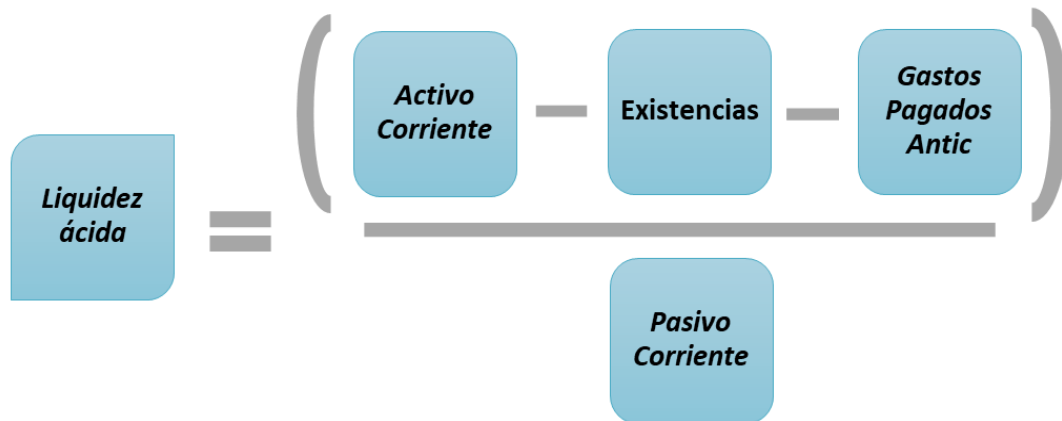 Liquidez
ácida
Activo
Corriente
Existencias
Gastos
Pagados
Antic
Pasivo
Corriente